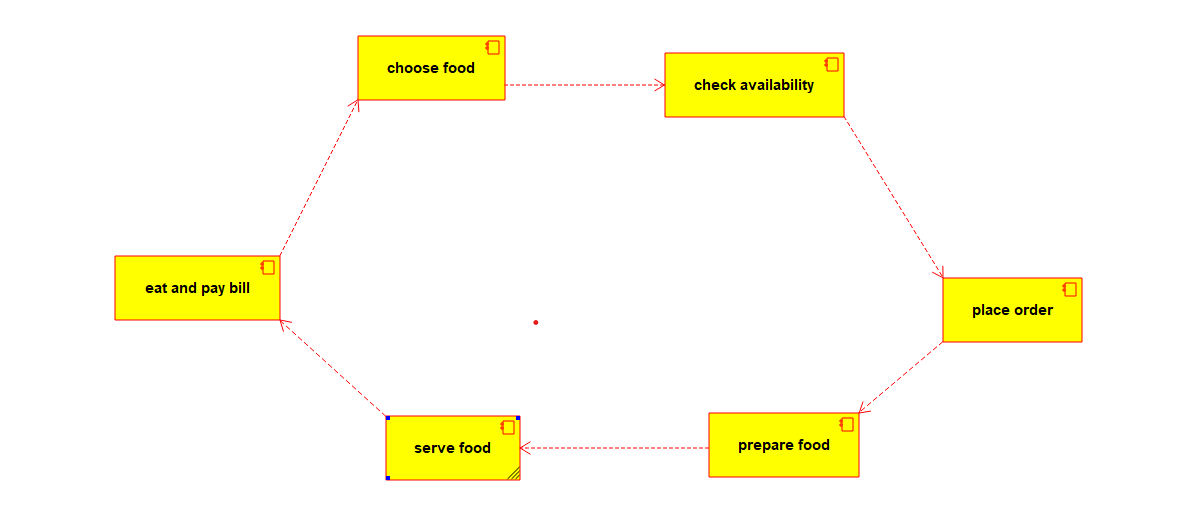 choose food
check availability
eat and pay bill
place order
serve food
prepare food